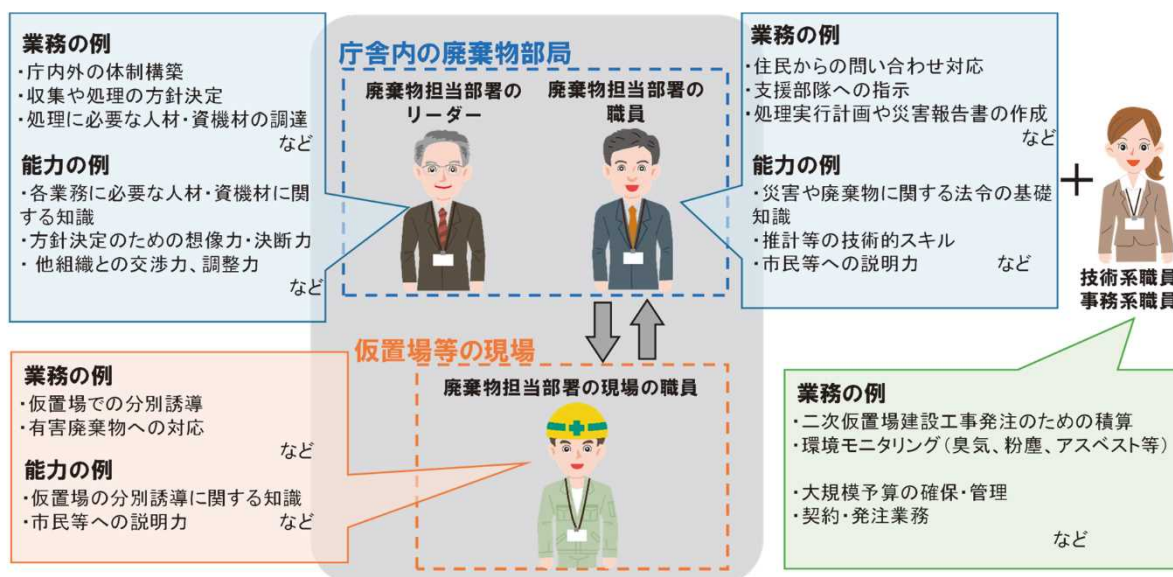 業務の例
・庁内外の体制構築
・収集や処理の方針決定
・処理に必要な人材・資機材の調達
など
能力の例
・各業務に必要な人材・資機材に関
する知識
・方針決定のための想像力・決断力
・他組織との交渉力、調整力
など
庁舎内の廃棄物部局
廃棄物担当部署の
リーダー
廃棄物担当部署の
職員
業務の例
・住民からの問い合わせ対応
・支援部隊への指示
・処理実行計画や災害報告書の作成
など
能力の例
・災害や廃棄物に関する法令の基礎
知識
・推計等の技術的スキル
・市民等への説明力 など
+
技術系職員
事務系職員
仮置場等の現場
廃棄物担当部署の現場の職員
業務の例
・仮置場での分別誘導
・有害廃棄物への対応
など
能力の例
・仮置場の分別誘導に関する知識
・市民等への説明力 など
業務の例
・二次仮置場建設工事発注のための積算
・環境モニタリング（臭気、粉塵、アスベスト等）
・大規模予算の確保・管理
・契約・発注業務
など